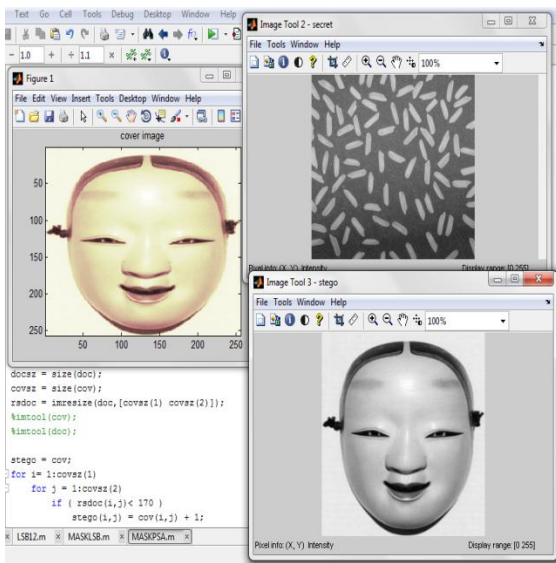 Text Go Cell Tools Debug Desktop Window Help
- 1.0 + ÷ 1.1 ×
Figure 1
File Edit View Insert Tools Desktop Window Help
cover image
50
100
150
200
250
50 100 150 200 250
Image Tool 2 - secret
File Tools Window Help
100%
Pixel info: (X, Y) Intensity Display range: [0 255]
Image Tool 3 - stego
File Tools Window Help
100%
Pixel info: (X, Y) Intensity Display range: [0 255]
docsz = size(doc);
covsz = size(cov);
rsdoc = imresize(doc,[covsz(1) covsz(2)]);
%imtool(cov);
%imtool(doc);
stego = cov;
for i= 1:covsz(1)
for j = 1:covsz(2)
if ( rsdoc(i,j)< 170 )
stego(i,j) = cov(i,j) + 1;
× LSB12.m × MASKLSB.m × MASKPSA.m ×